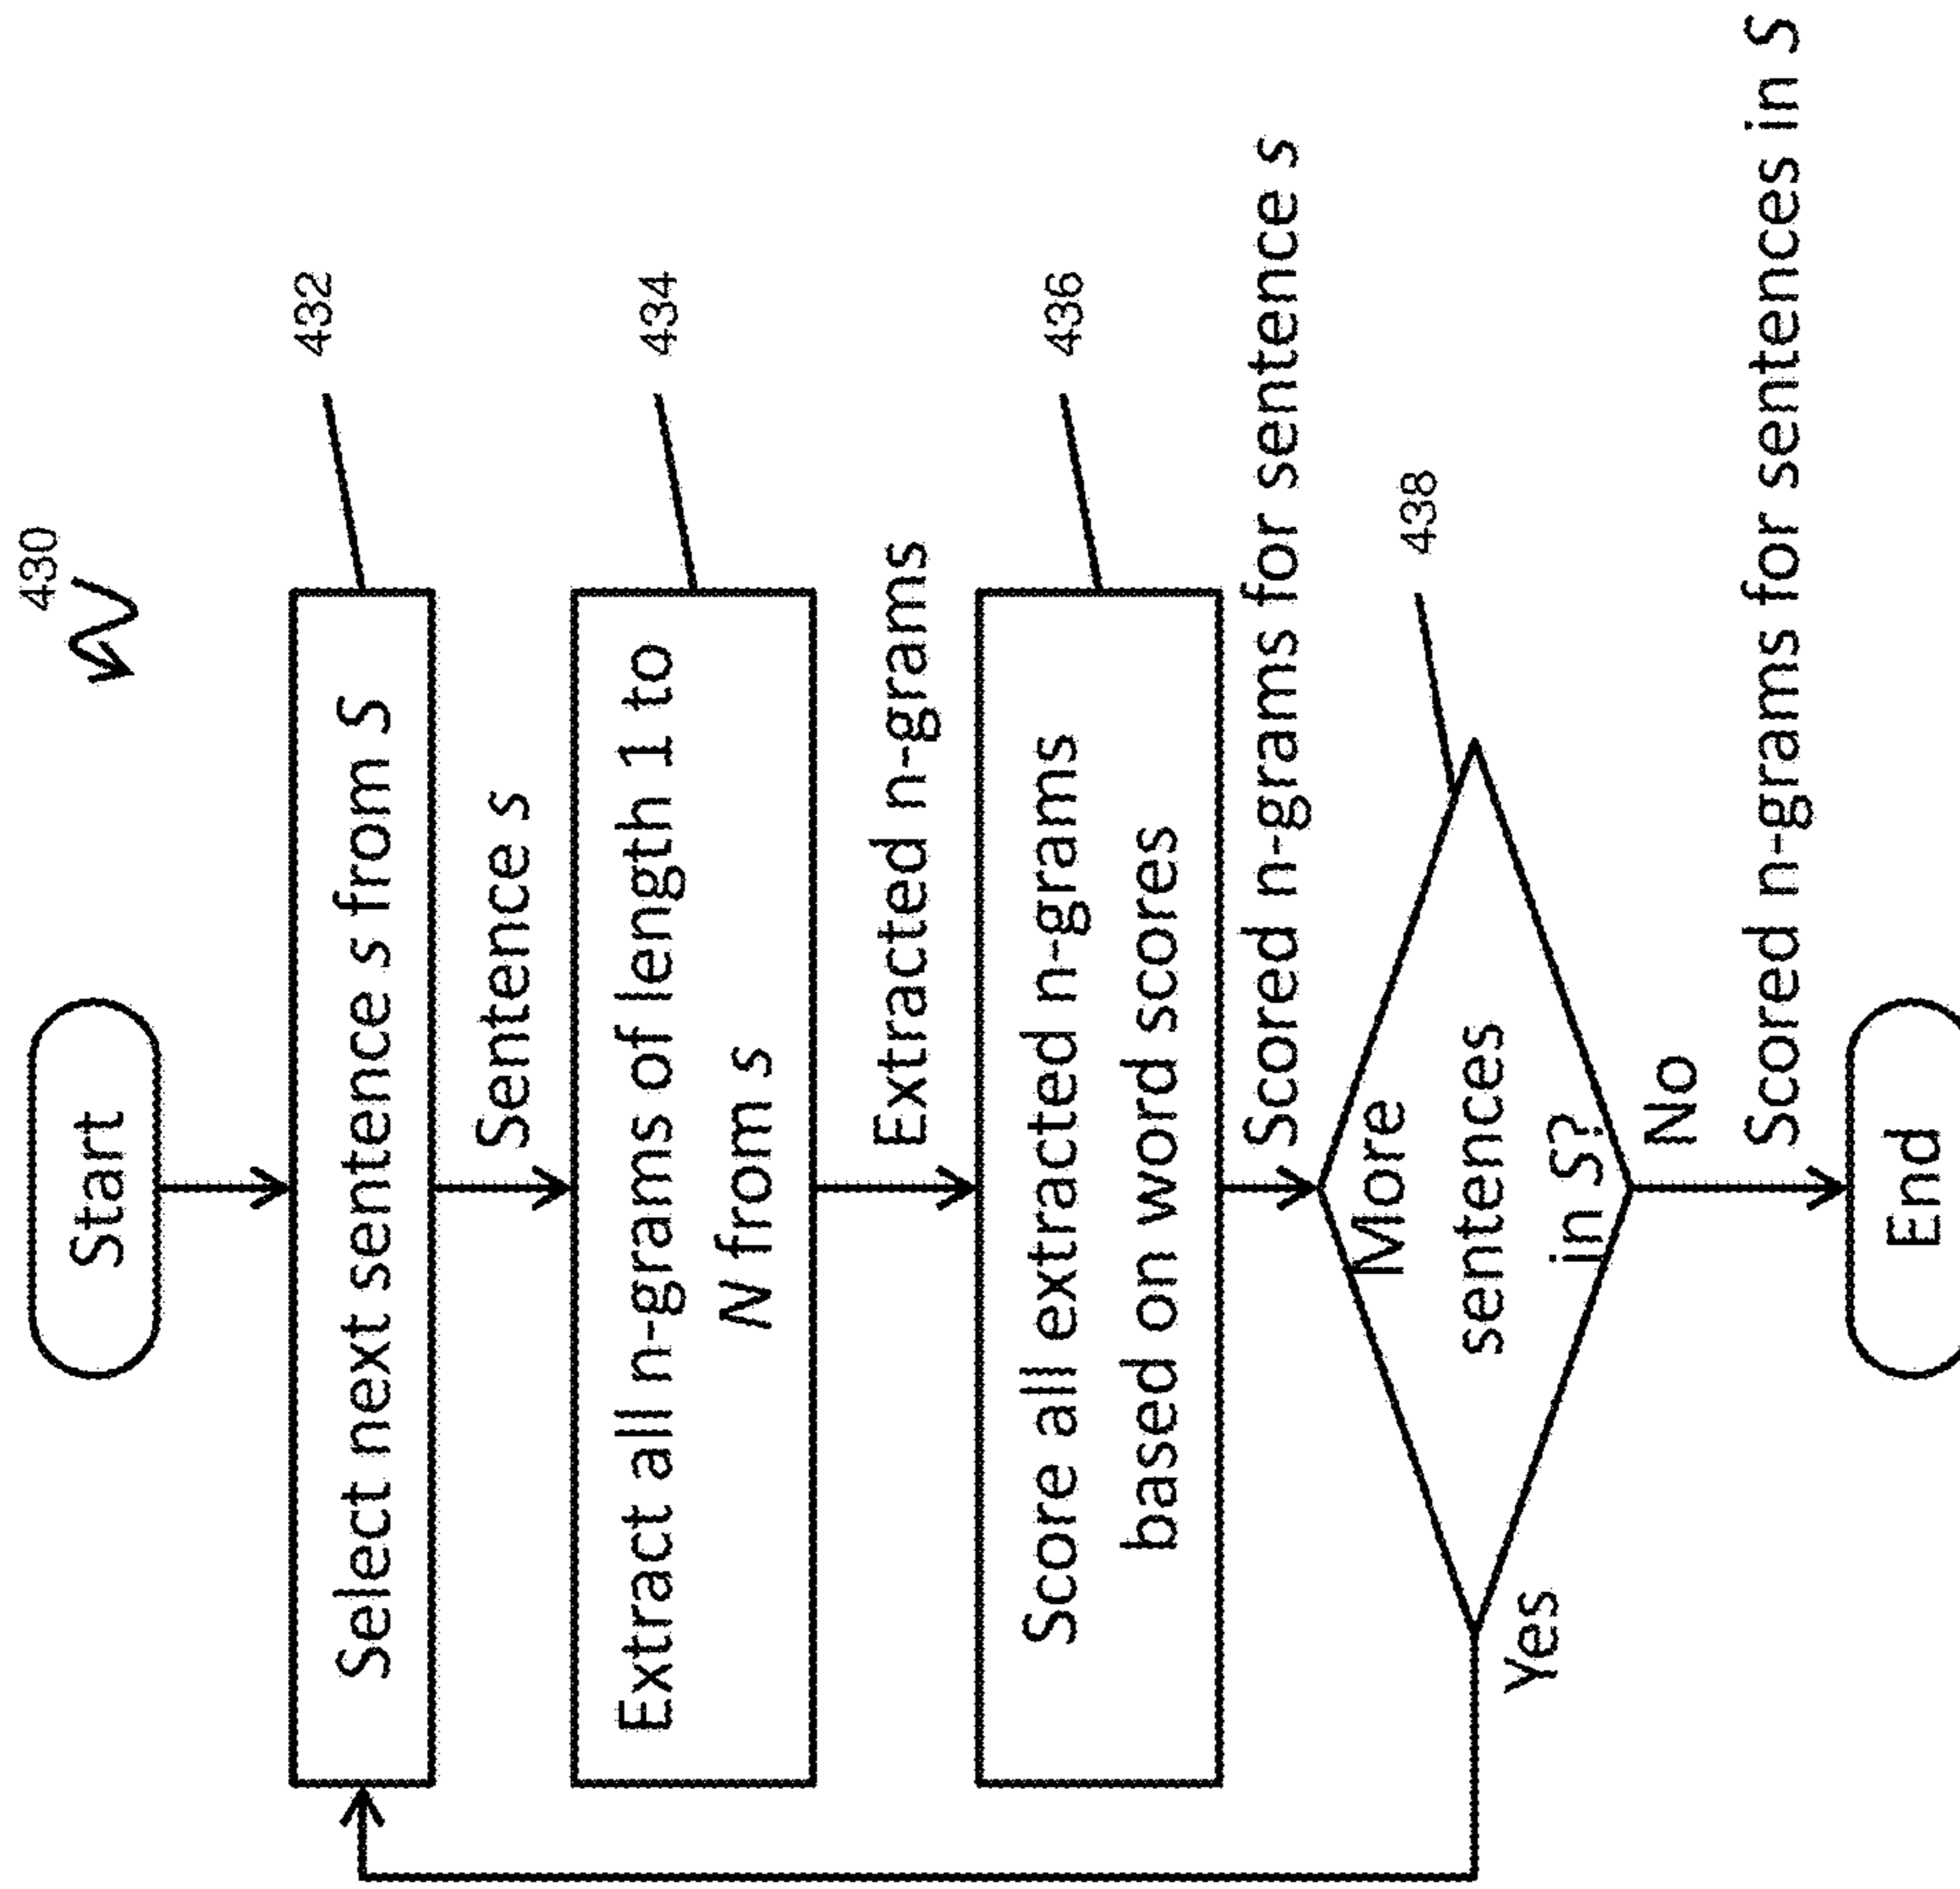 430
Start
432
Select next sentence s from S
Sentence s
434
Extract all n-grams of length 1 to
N from s
Extracted n-grams
436
Score all extracted n-grams
based on word scores
Scored n-grams for sentence s
438
More
sentences
in S?
Yes
No
Scored n-grams for sentences in S
End